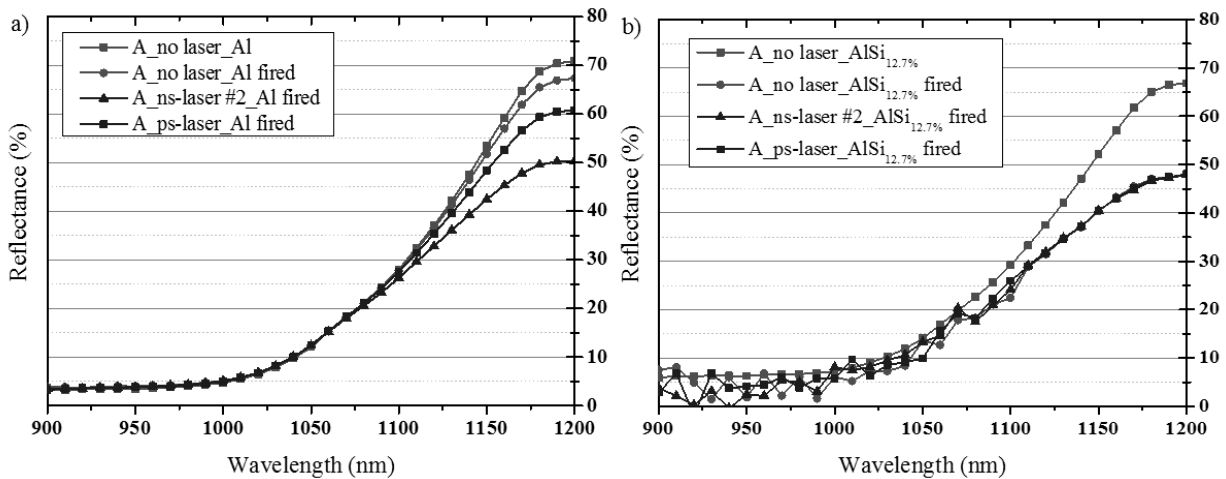 a)
A_no laser_Al
A_no laser_Al fired
A_ns-laser #2_Al fired
A_ps-laser_Al fired
Reflectance (%)
80
70
60
50
40
30
20
10
0
900 950 1000 1050 1100 1150 1200
Wavelength (nm)
b)
A_no laser_AlSi12.7%
A_no laser_AlSi12.7% fired
A_ns-laser #2_AlSi12.7% fired
A_ps-laser_AlSi12.7% fired
Reflectance (%)
80
70
60
50
40
30
20
10
0
900 950 1000 1050 1100 1150 1200
Wavelength (nm)